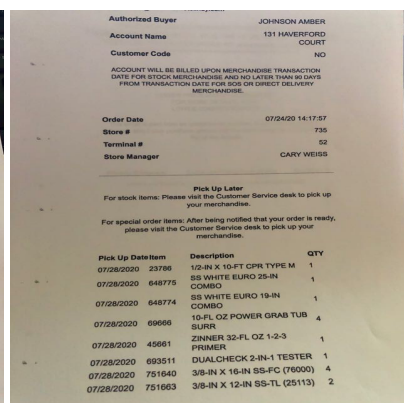 Authorized Buyer JOHNSON AMBER
Account Name 131 HAVERFORD
COURT
Customer Code NO
ACCOUNT WILL BE BILLED UPON MERCHANDISE TRANSACTION
DATE FOR STOCK MERCHANDISE AND NO LATER THAN 90 DAYS
FROM TRANSACTION DATE FOR SOS OR DIRECT DELIVERY
MERCHANDISE.
Order Date 07/24/20 14:17:57
Store # 735
Terminal # 52
Store Manager CARY WEISS
Pick Up Later
For stock items: Please visit the Customer Service desk to pick up
your merchandise.
For special order items: After being notified that your order is ready,
please visit the Customer Service desk to pick up your
merchandise.
Pick Up Date Item Description QTY
07/28/2020 23786 1/2-IN X 10-FT CPR TYPE M 1
07/28/2020 648775 SS WHITE EURO 25-IN
COMBO 1
07/28/2020 648774 SS WHITE EURO 19-IN
COMBO 1
07/28/2020 69666 10-FL OZ POWER GRAB TUB
SURR 4
07/28/2020 45661 ZINNER 32-FL OZ 1-2-3
PRIMER 1
07/28/2020 693511 DUALCHECK 2-IN-1 TESTER 1
07/28/2020 751640 3/8-IN X 16-IN SS-FC (76000) 4
07/28/2020 751663 3/8-IN X 12-IN SS-TL (25113) 2